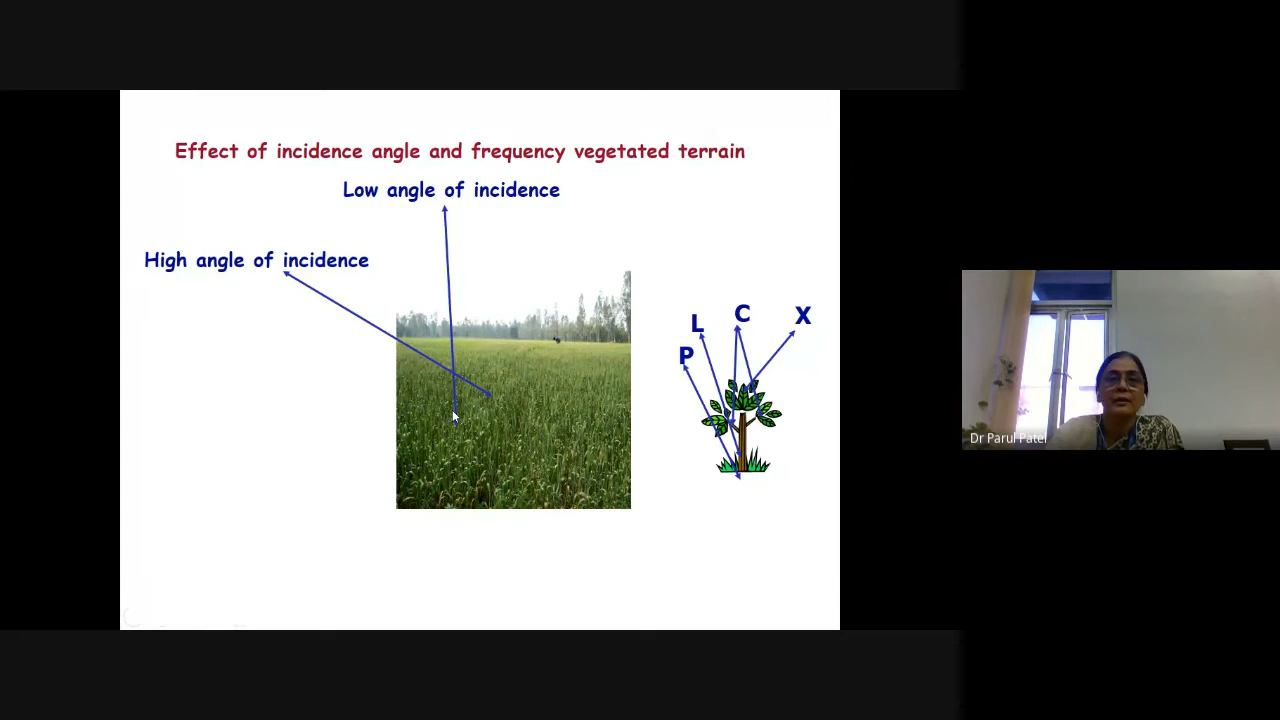 Effect of incidence angle and frequency vegetated terrain
Low angle of incidence
High angle of incidence
C
X
L
P
Dr Parul Patel